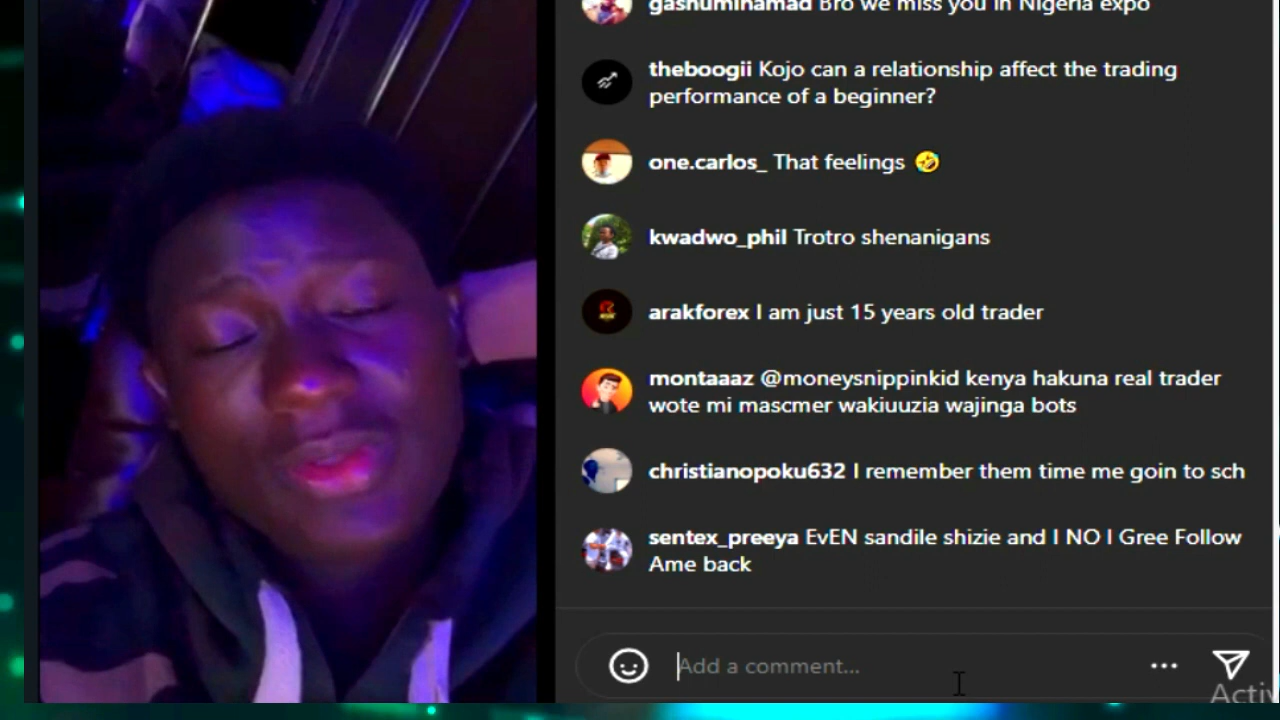 gashuminamad Bro we miss you in Nigeria expo
theboogii Kojo can a relationship affect the trading
performance of a beginner?
one.carlos_ That feelings 🤣
kwadwo_phil Trotro shenanigans
arakforex I am just 15 years old trader
montaaaz @moneysnippinkid kenya hakuna real trader
wote mi mascmer wakiuuzia wajinga bots
christianopoku632 I remember them time me goin to sch
sentex_preeya EvEN sandile shizie and I NO I Gree Follow
Ame back
Add a comment...
Activ